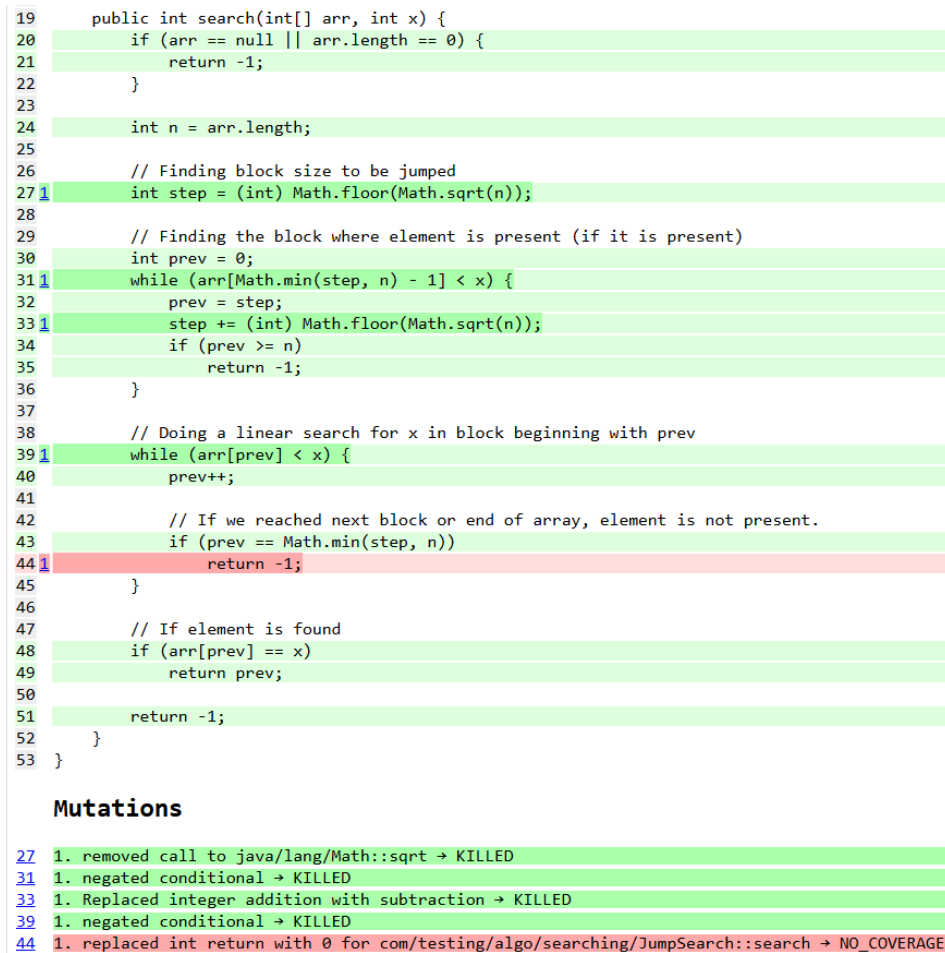 19 public int search(int[] arr, int x) {
20 if (arr == null || arr.length == 0) {
21 return -1;
22 }
23
24 int n = arr.length;
25
26 // Finding block size to be jumped
27 1 int step = (int) Math.floor(Math.sqrt(n));
28
29 // Finding the block where element is present (if it is present)
30 int prev = 0;
31 1 while (arr[Math.min(step, n) - 1] < x) {
32 prev = step;
33 1 step += (int) Math.floor(Math.sqrt(n));
34 if (prev >= n)
35 return -1;
36 }
37
38 // Doing a linear search for x in block beginning with prev
39 1 while (arr[prev] < x) {
40 prev++;
41
42 // If we reached next block or end of array, element is not present.
43 if (prev == Math.min(step, n))
44 1 return -1;
45 }
46
47 // If element is found
48 if (arr[prev] == x)
49 return prev;
50
51 return -1;
52 }
53 }
Mutations
27 1. removed call to java/lang/Math::sqrt → KILLED
31 1. negated conditional → KILLED
33 1. Replaced integer addition with subtraction → KILLED
39 1. negated conditional → KILLED
44 1. replaced int return with 0 for com/testing/algo/searching/JumpSearch::search → NO_COVERAGE